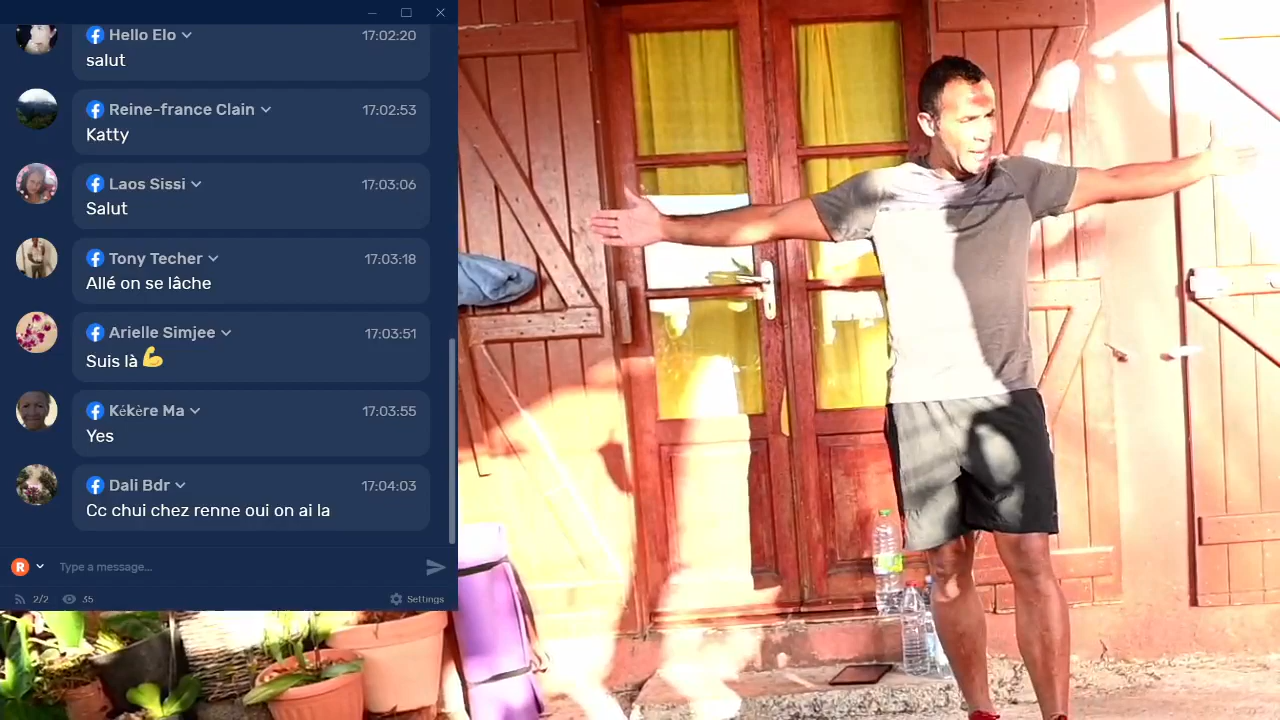 Hello Elo
17:02:20
salut
Reine-france Clain
17:02:53
Katty
Laos Sissi
17:03:06
Salut
Tony Techer
17:03:18
Allé on se lâche
Arielle Simjee
17:03:51
Suis là 💪
Kėkère Ma
17:03:55
Yes
Dali Bdr
17:04:03
Cc chui chez renne oui on ai la
R
Type a message...
2/2
35
Settings